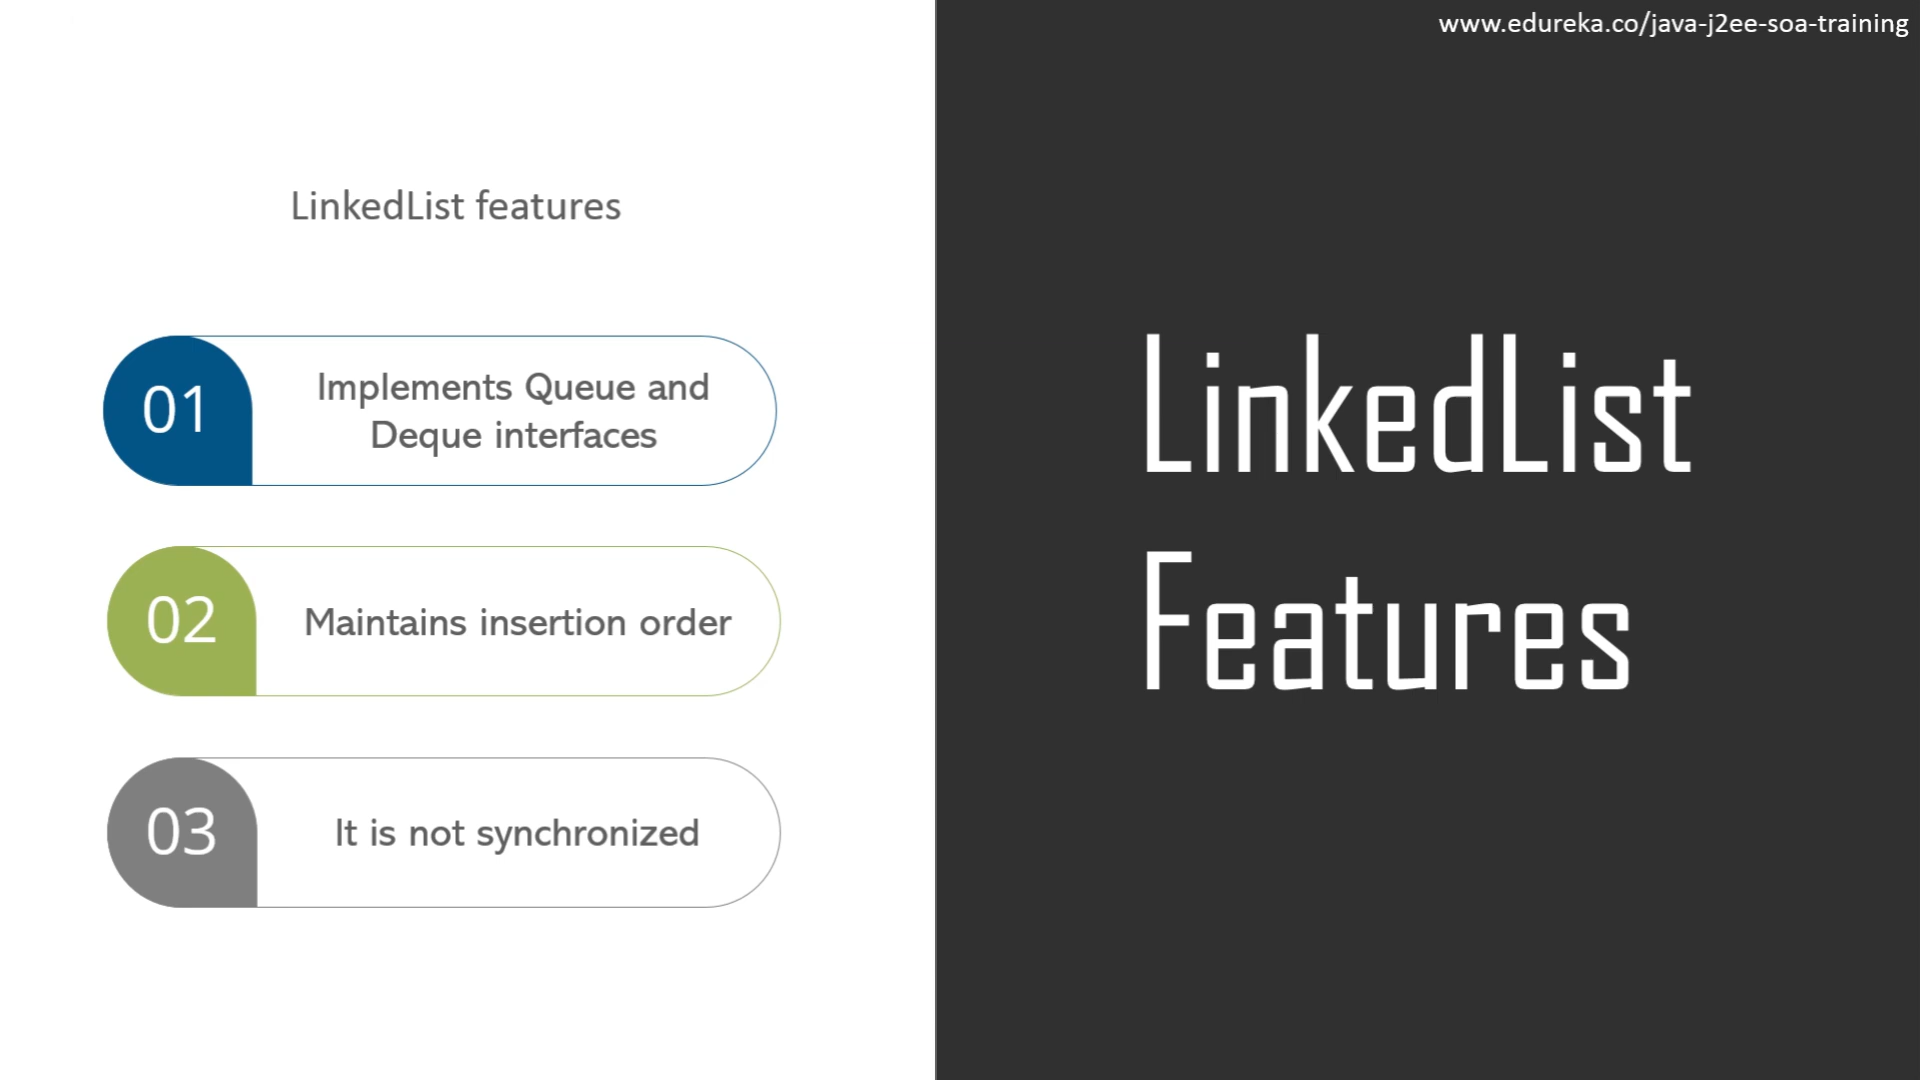 www.edureka.co/java-j2ee-soa-training
LinkedList features
01
Implements Queue and
Deque interfaces
02
Maintains insertion order
03
It is not synchronized
LinkedList
Features